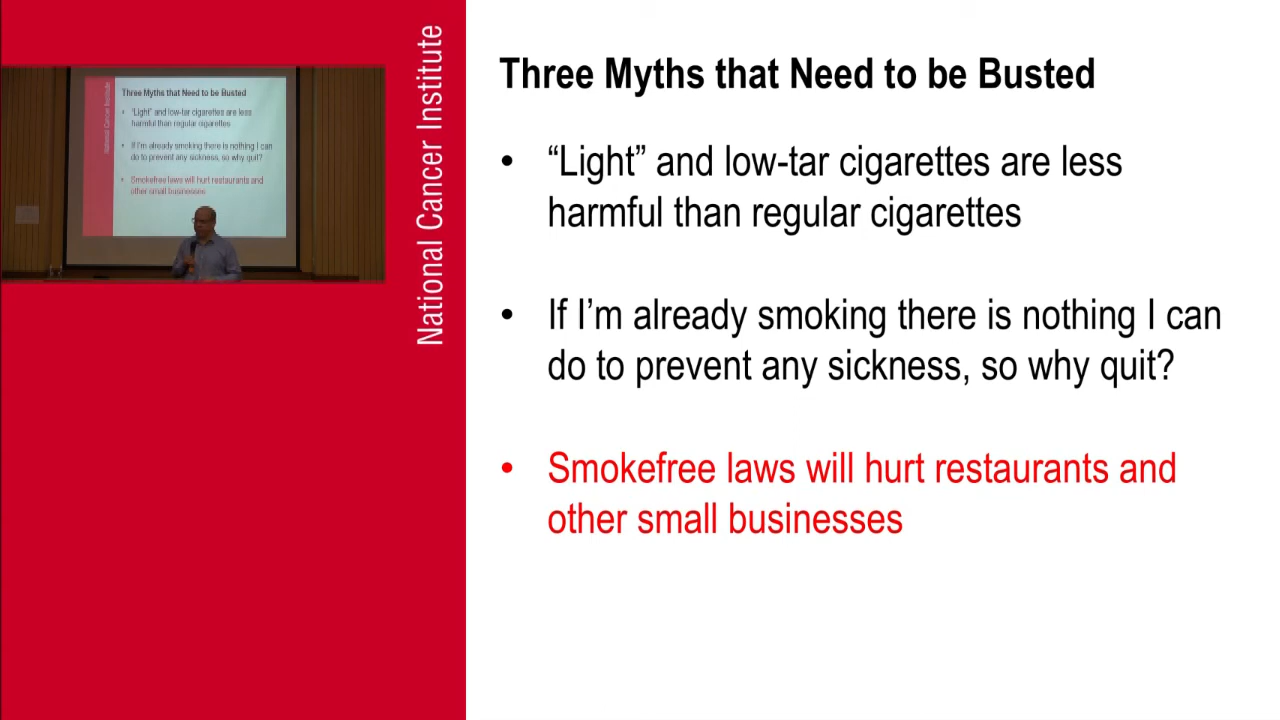 National Cancer Institute
Three Myths that Need to be Busted
• “Light” and low-tar cigarettes are less
harmful than regular cigarettes
• If I’m already smoking there is nothing I can
do to prevent any sickness, so why quit?
• Smokefree laws will hurt restaurants and
other small businesses
National Cancer Institute
Three Myths that Need to be Busted
• “Light” and low-tar cigarettes are less
harmful than regular cigarettes
• If I’m already smoking there is nothing I can
do to prevent any sickness, so why quit?
• Smokefree laws will hurt restaurants and
other small businesses